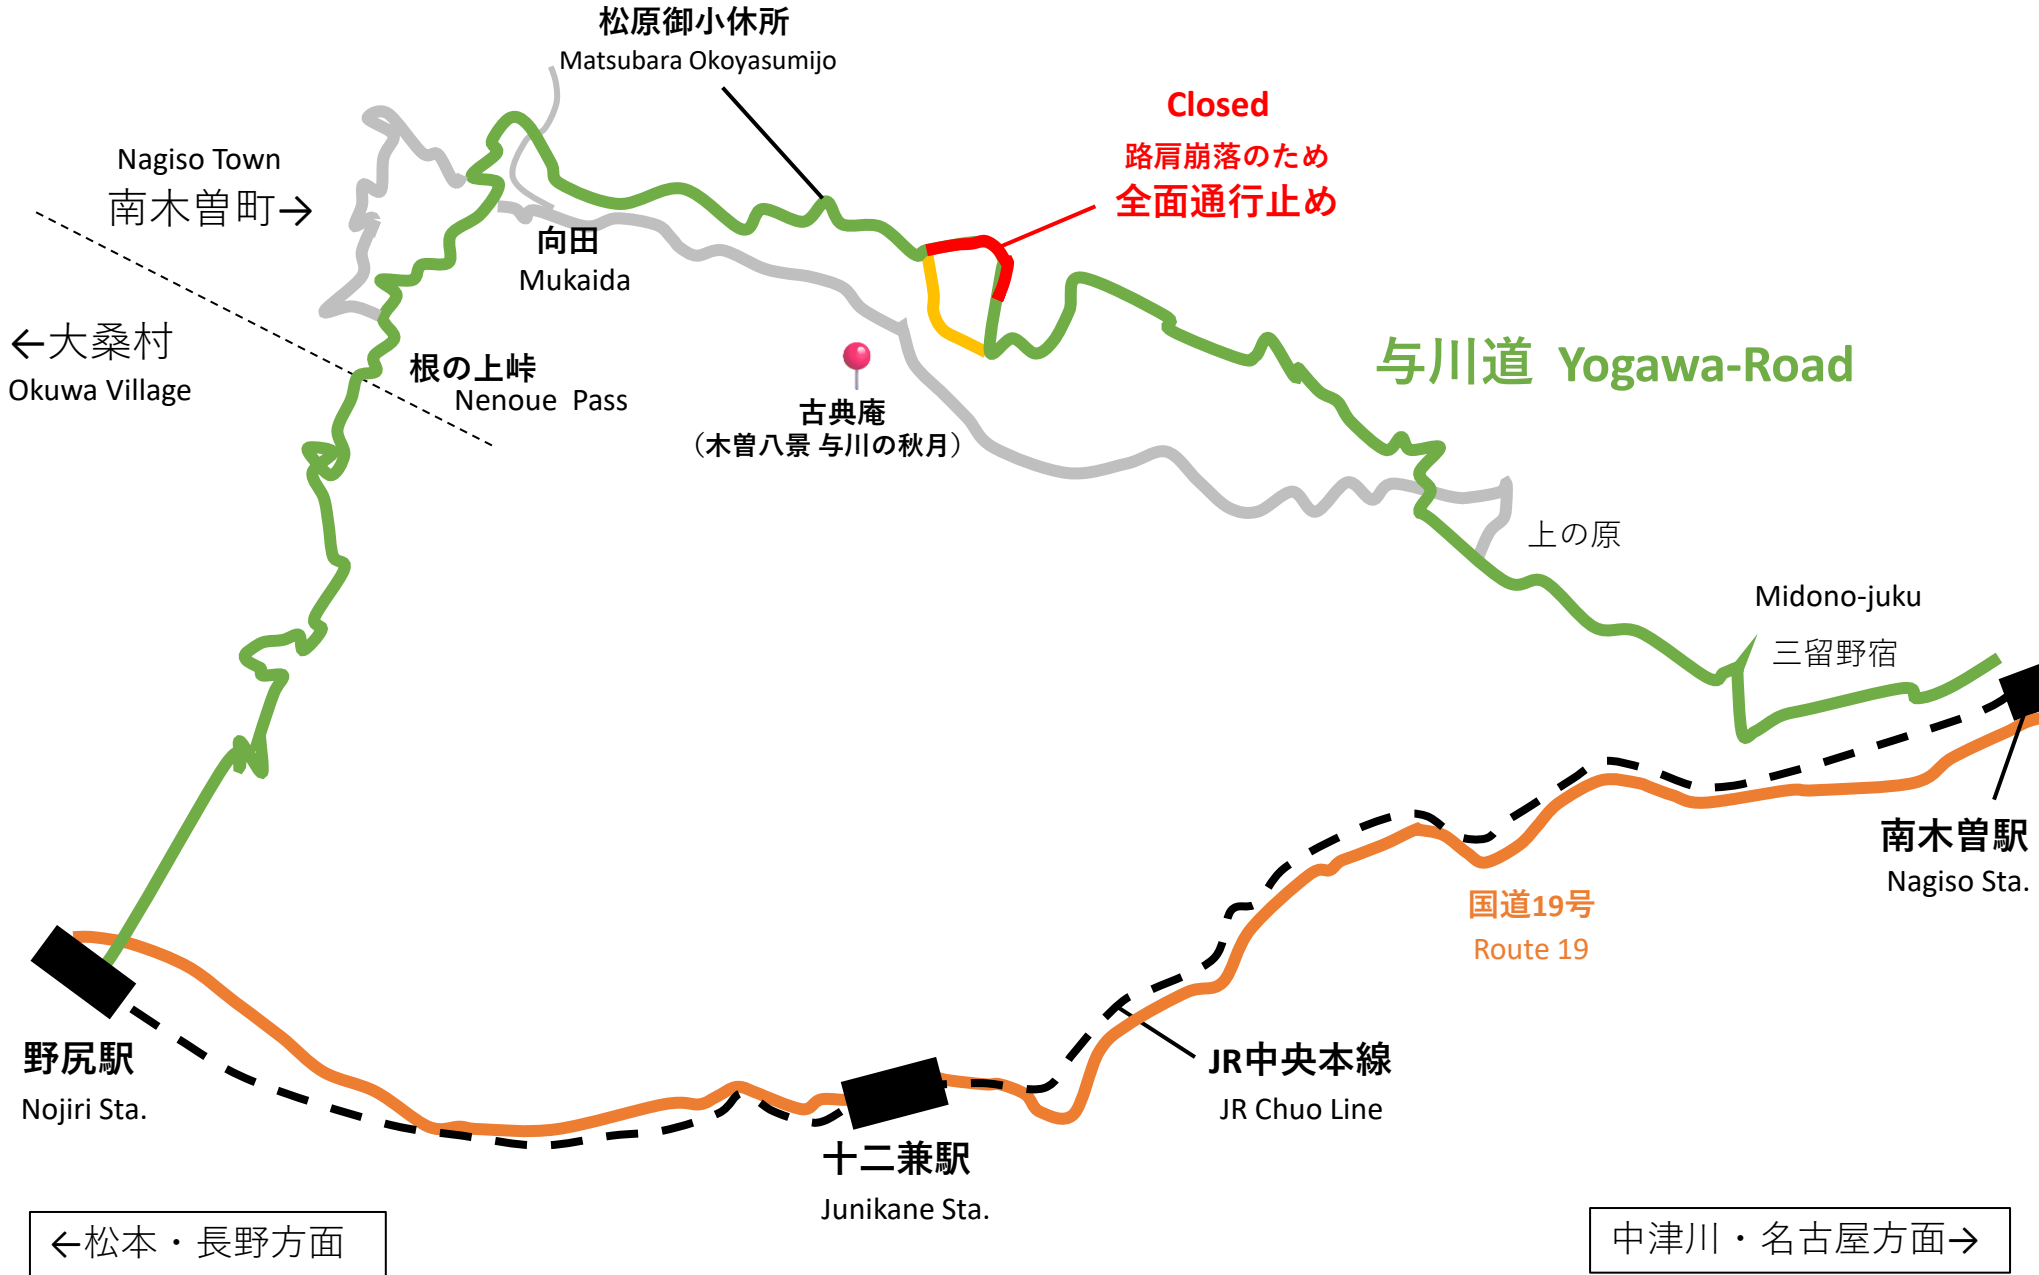 松原御小休所
Matsubara Okoyasumijo
Closed
路肩崩落のため
全面通行止め
Nagiso Town
南木曽町→
向田
Mukaida
←大桑村
Okuwa Village
根の上峠
Nenoue Pass
古典庵
（木曽八景 与川の秋月）
与川道 Yogawa-Road
上の原
Midono-juku
三留野宿
南木曽駅
Nagiso Sta.
国道19号
Route 19
野尻駅
Nojiri Sta.
JR中央本線
JR Chuo Line
十二兼駅
Junikane Sta.
←松本・長野方面
中津川・名古屋方面→